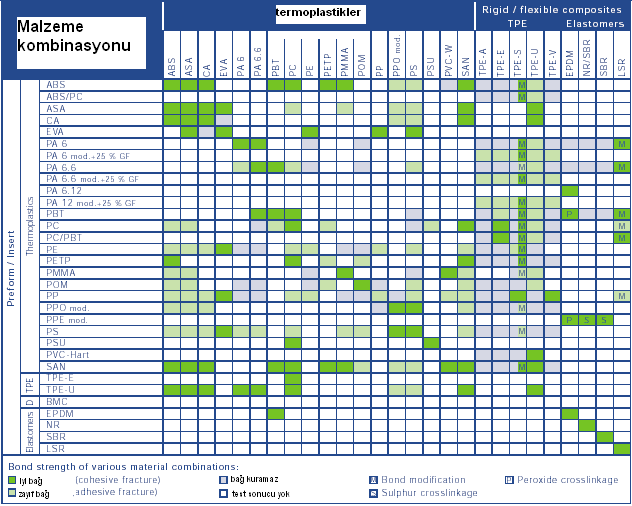 Malzeme
kombinasyonu
termoplastikler
Rigid / flexible composites
TPE
Elastomers
ABS
ASA
CA
EVA
PA 6
PA 6.6
PBT
PC
PE
PETP
PMMA
POM
PP
PPO mod.
PS
PSU
PVC-W
SAN
TPE-A
TPE-E
TPE-S
TPE-U
TPE-V
EPDM
NR/SBR
SBR
LSR
Preform / Insert
Thermoplastics
ABS M
ABS/PC M
ASA
CA
EVA
PA 6 M M
PA 6 mod.+25 % GF M
PA 6.6 M M
PA 6.6 mod.+25 % GF M
PA 6.12
PA 12 mod.+25 % GF M
PBT M P M
PC M M
PC/PBT M M
PE M
PETP M
PMMA M
POM
PP M M
PPO mod. M
PPE mod. P S S
PS M
PSU
PVC-Hart
SAN M
TPE
TPE-E
TPE-U
D
BMC
Elastomers
EPDM
NR
SBR
LSR
Bond strength of various material combinations:
İyi bağ (cohesive fracture) bağ kuramaz M Bond modification P Peroxide crosslinkage
zayıf bağ ,adhesive fracture) test sonucu yok S Sulphur crosslinkage